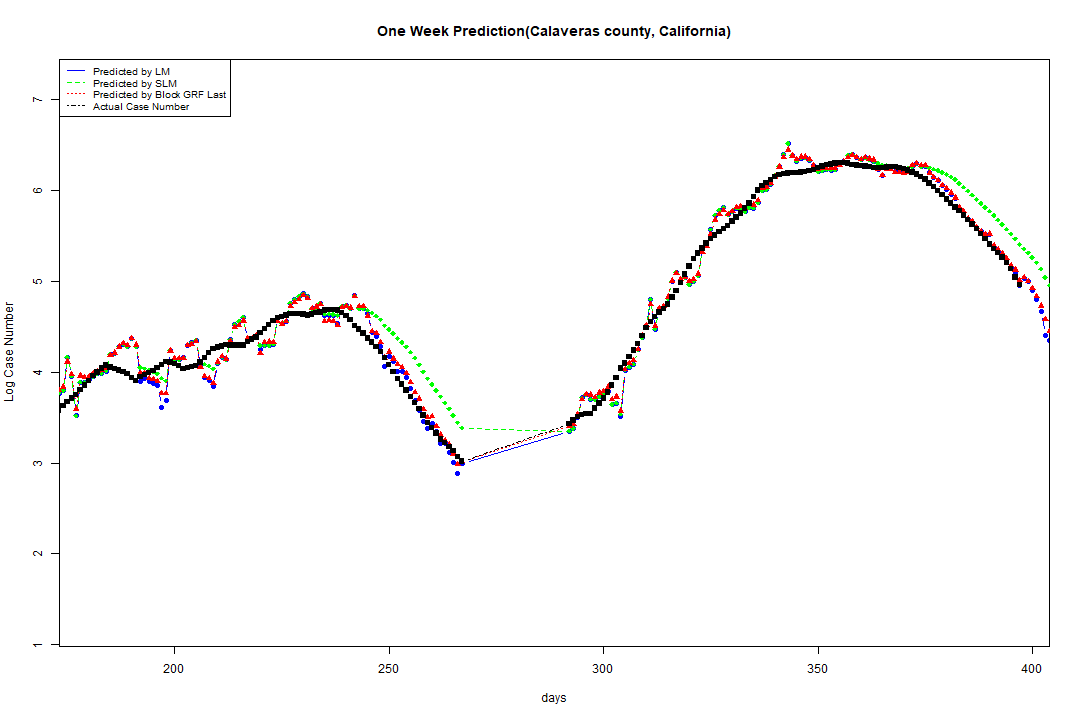 One Week Prediction(Calaveras county, California)
Predicted by LM
Predicted by SLM
Predicted by Block GRF Last
Actual Case Number
Log Case Number
7
6
5
4
3
2
1
200
250
300
350
400
days